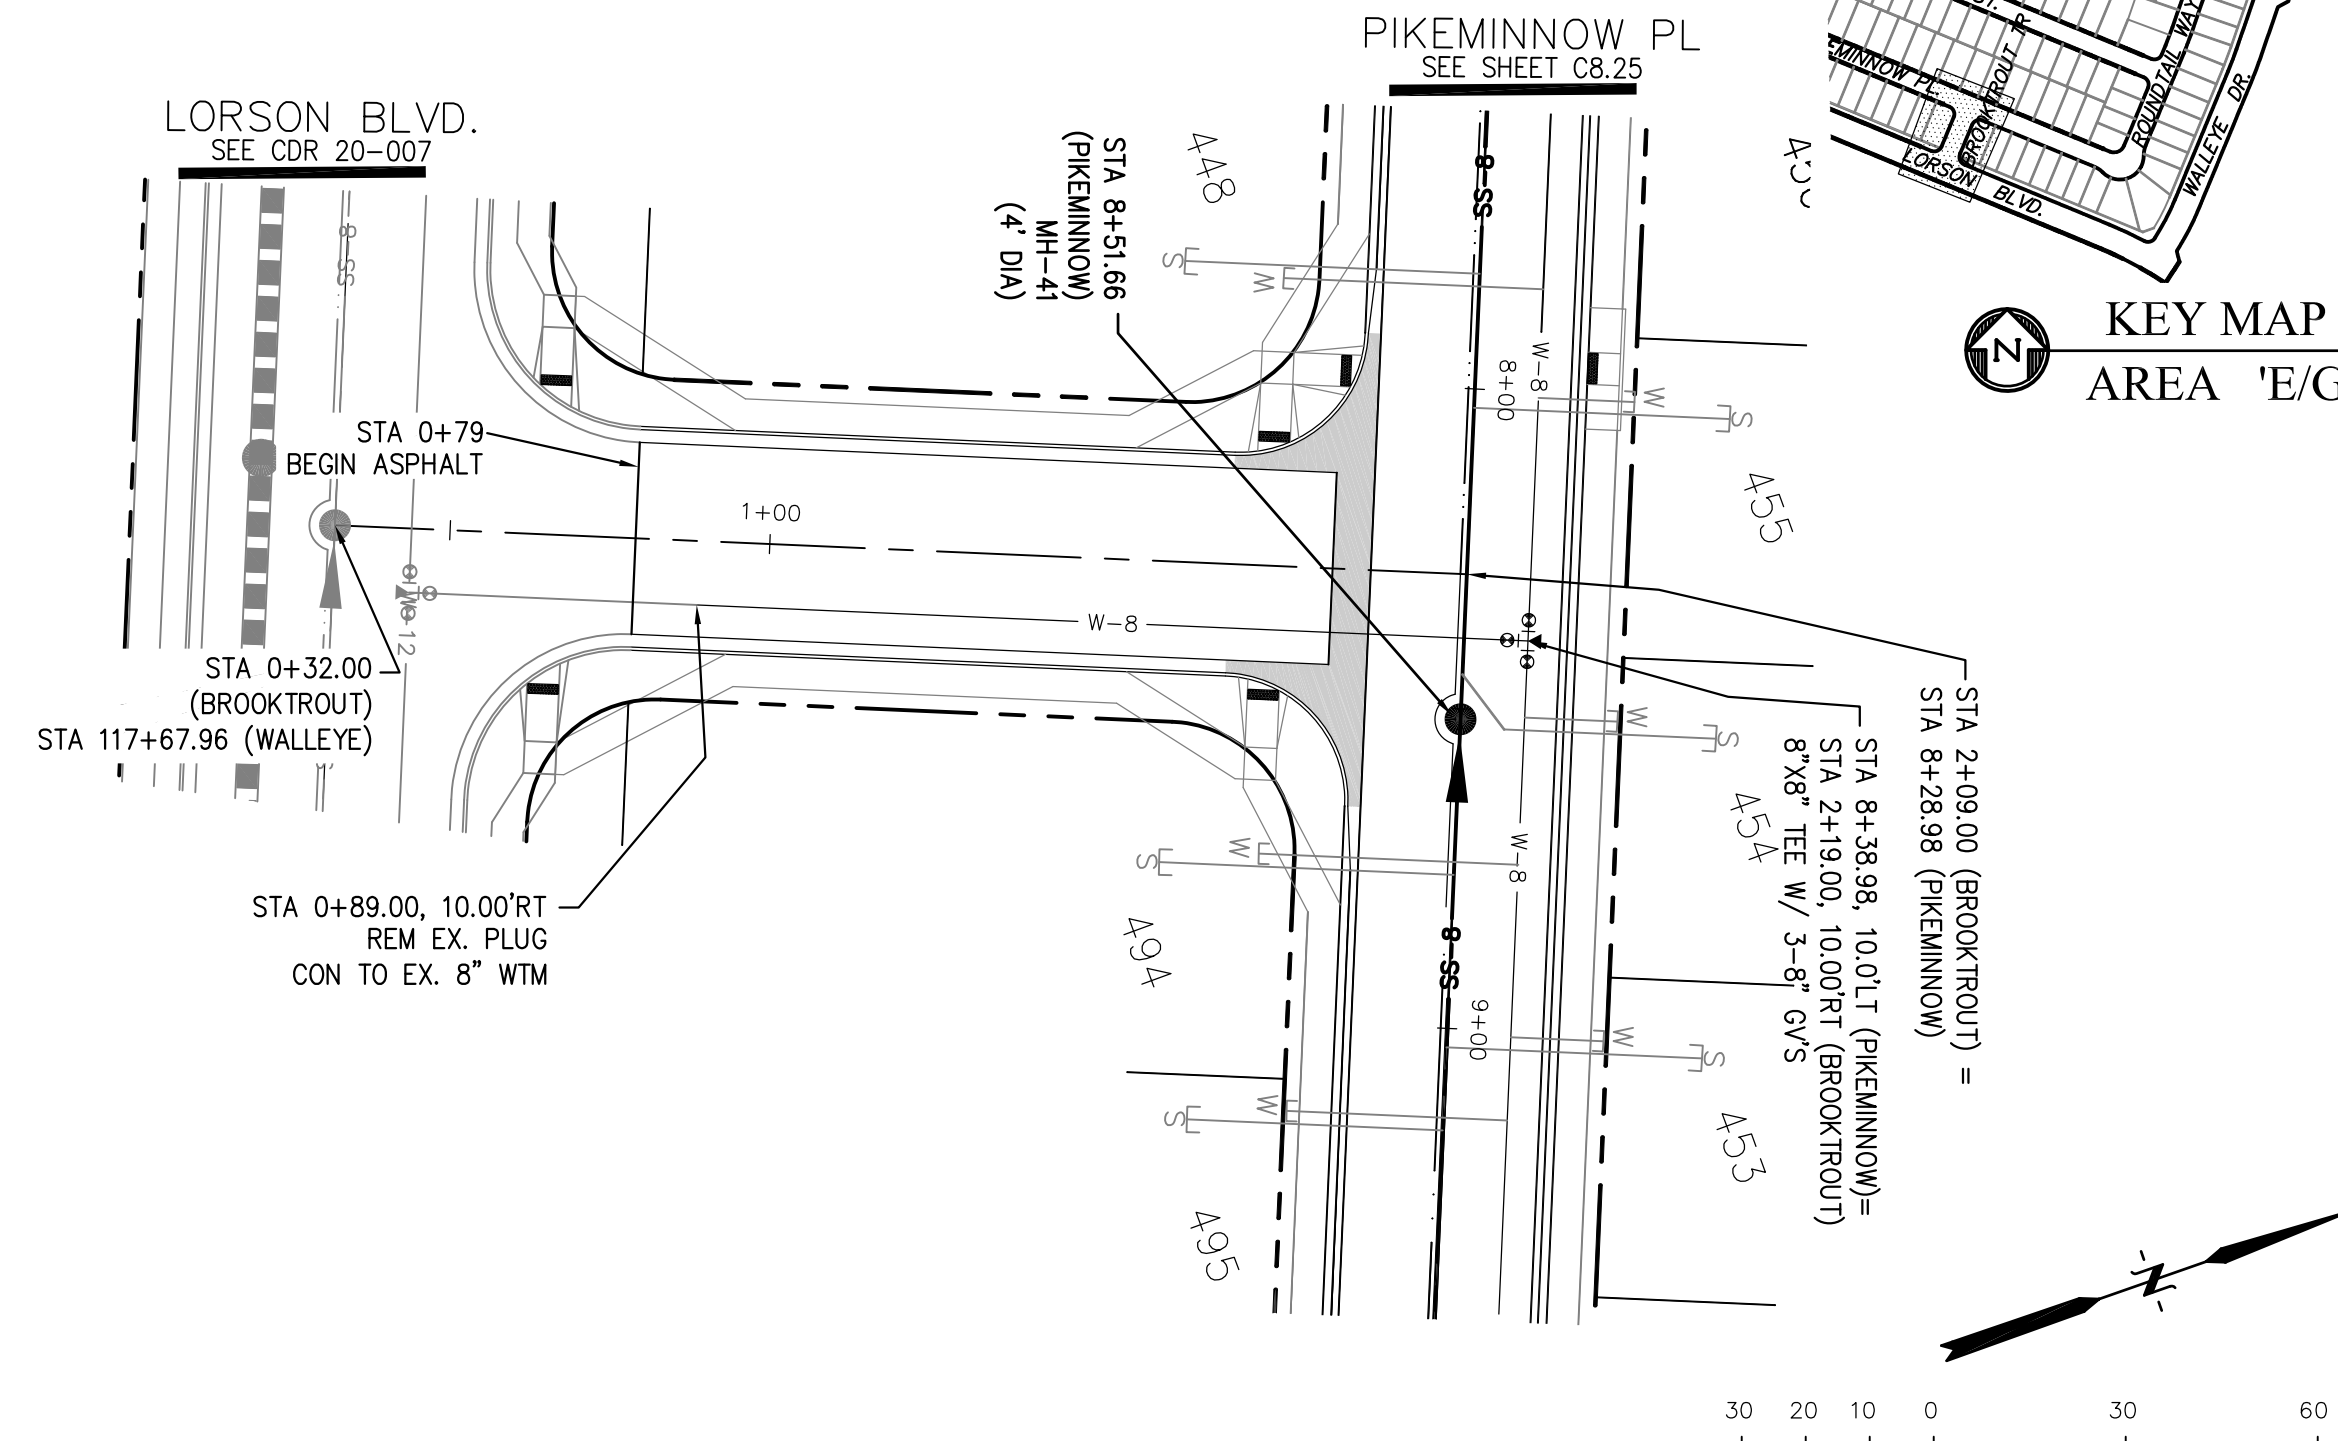 PIKEMINNOW PL
SEE SHEET C8.25
LORSON BLVD.
SEE CDR 20-007
STA 8+51.66
(PIKEMINNOW)
MH-41
(4' DIA)
448
SS-8
8-SS
S
W
W-8
8+00
W
S
455
STA 0+79
BEGIN ASPHALT
1+00
W-8
W-12
STA 0+32.00
(BROOKTROUT)
STA 117+67.96 (WALLEYE)
STA 0+89.00, 10.00'RT
REM EX. PLUG
CON TO EX. 8" WTM
STA 2+09.00 (BROOKTROUT) =
STA 8+28.98 (PIKEMINNOW)
STA 8+38.98, 10.0'LT (PIKEMINNOW)=
STA 2+19.00, 10.00'RT (BROOKTROUT)
8"X8" TEE W/ 3-8" GV'S
W
S
454
W
S
W-8
494
SS-8
9+00
W
S
W
S
453
495
ST.
MINNOW PL.
BROOKTROUT TR
ROUNDTAIL WAY
WALLEYE DR.
LORSON BLVD.
N
KEY MAP
AREA 'E/G
-N-
30 20 10 0 30 60